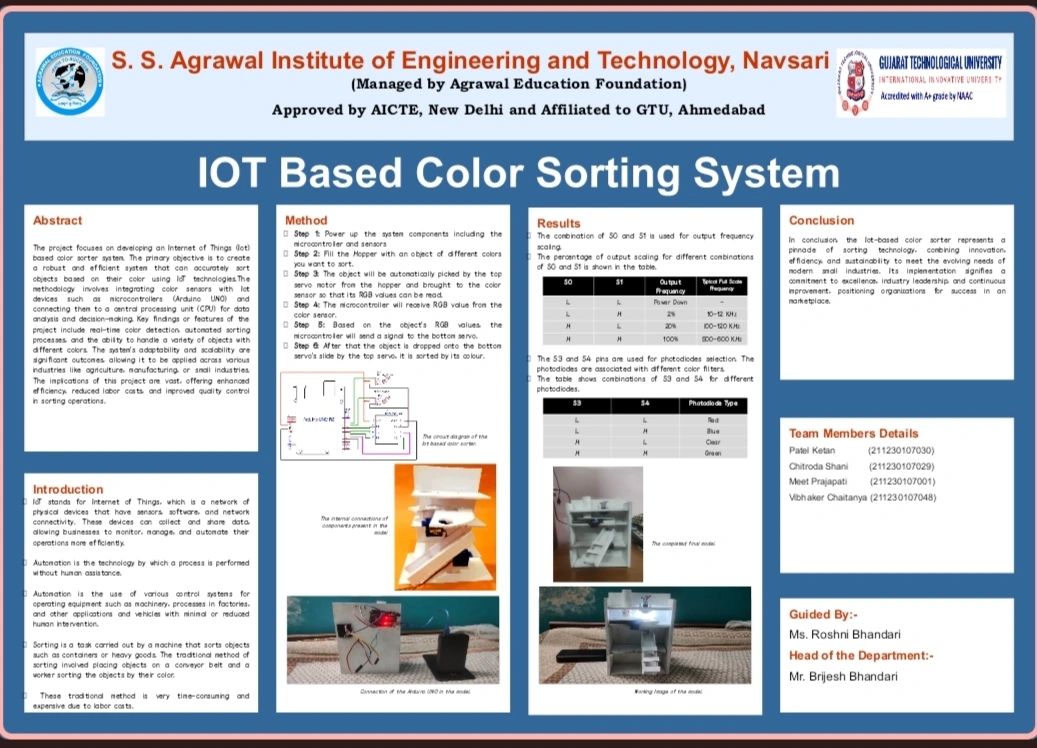 S. S. Agrawal Institute of Engineering and Technology, Navsari
(Managed by Agrawal Education Foundation)
Approved by AICTE, New Delhi and Affiliated to GTU, Ahmedabad
GUJARAT TECHNOLOGICAL UNIVERSITY
INTERNATIONAL INNOVATIVE UNIVERSITY
Accredited with A+ grade by NAAC
IOT Based Color Sorting System
Abstract
The project focuses on developing an Internet of Things (Iot)
based color sorter system. The primary objective is to create
a robust and efficient system that can accurately sort
objects based on their color using IoT technologies.The
methodology involves integrating color sensors with Iot
devices such as microcontrollers (Arduino UNO) and
connecting them to a central processing unit (CPU) for data
analysis and decision-making. Key findings or features of the
project include real-time color detection, automated sorting
processes, and the ability to handle a variety of objects with
different colors. The system's adaptability and scalability are
significant outcomes, allowing it to be applied across various
industries like agriculture, manufacturing, or small industries.
The implications of this project are vast, offering enhanced
efficiency, reduced labor costs, and improved quality control
in sorting operations.
Introduction
IoT stands for Internet of Things, which is a network of
physical devices that have sensors, software, and network
connectivity. These devices can collect and share data,
allowing businesses to monitor, manage, and automate their
operations more efficiently.
Automation is the technology by which a process is performed
without human assistance.
Automation is the use of various control systems for
operating equipment such as machinery, processes in factories,
and other applications and vehicles with minimal or reduced
human intervention.
Sorting is a task carried out by a machine that sorts objects
such as containers or heavy goods. The traditional method of
sorting involved placing objects on a conveyor belt and a
worker sorting the objects by their color.
These traditional method is very time-consuming and
expensive due to labor costs.
Method
Step 1: Power up the system components including the
microcontroller and sensors
Step 2: Fill the Hopper with an object of different colors
you want to sort.
Step 3: The object will be automatically picked by the top
servo motor from the hopper and brought to the color
sensor so that its RGB values can be read.
Step 4: The microcontroller will receive RGB value from the
color sensor.
Step 5: Based on the object's RGB values, the
microcontroller will send a signal to the bottom servo.
Step 6: After that the object is dropped onto the bottom
servo's slide by the top servo, it is sorted by its colour.
The circuit diagram of the
Iot based color sorter.
The internal connections of
components present in the
model
Connection of the Arduino UNO in the model.
Results
The combination of S0 and S1 is used for output frequency
scaling.
The percentage of output scaling for different combinations
of S0 and S1 is shown in the table.
S0 S1 Output Frequency Typical Full Scale Frequency
L L Power Down -
L H 2% 10-12 KHz
H L 20% 100-120 KHz
H H 100% 500-600 KHz
The S3 and S4 pins are used for photodiodes selection. The
photodiodes are associated with different color filters.
The table shows combinations of S3 and S4 for different
photodiodes.
S3 S4 Photodiode Type
L L Red
L H Blue
H L Clear
H H Green
The completed final model.
Working Image of the model.
Conclusion
In conclusion, the Iot-based color sorter represents a
pinnacle of sorting technology, combining innovation,
efficiency, and sustainability to meet the evolving needs of
modern small industries. Its implementation signifies a
commitment to excellence, industry leadership, and continuous
improvement, positioning organizations for success in an
marketplace.
Team Members Details
Patel Ketan (211230107030)
Chitroda Shani (211230107029)
Meet Prajapati (211230107001)
Vibhaker Chaitanya (211230107048)
Guided By:-
Ms. Roshni Bhandari
Head of the Department:-
Mr. Brijesh Bhandari